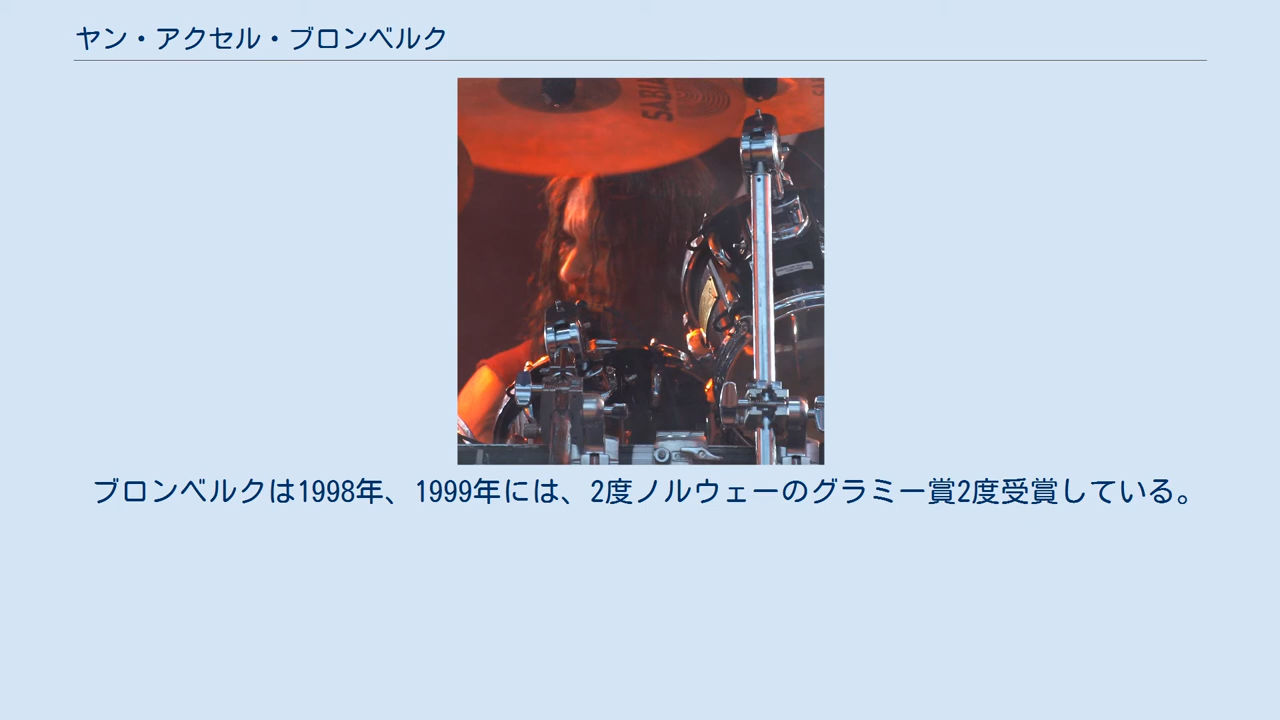 ヤン・アクセル・ブロンベルク
SABIA
SA
ブロンベルクは1998年、1999年には、2度ノルウェーのグラミー賞2度受賞している。